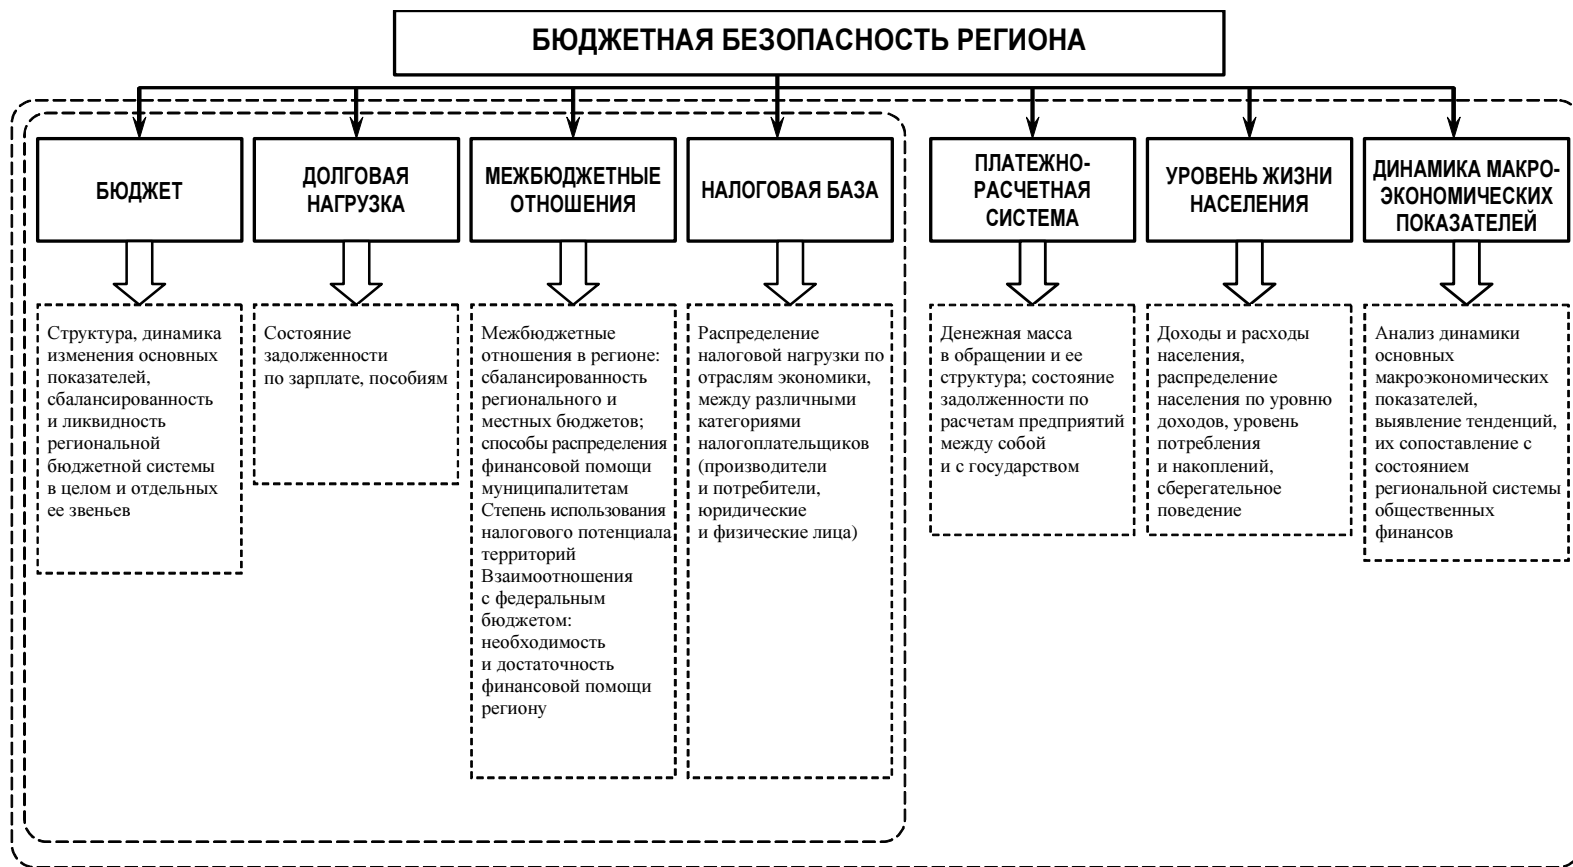 БЮДЖЕТНАЯ БЕЗОПАСНОСТЬ РЕГИОНА
БЮДЖЕТ
ДОЛГОВАЯ
НАГРУЗКА
МЕЖБЮДЖЕТНЫЕ
ОТНОШЕНИЯ
НАЛОГОВАЯ БАЗА
ПЛАТЕЖНО-
РАСЧЕТНАЯ
СИСТЕМА
УРОВЕНЬ ЖИЗНИ
НАСЕЛЕНИЯ
ДИНАМИКА МАКРО-
ЭКОНОМИЧЕСКИХ
ПОКАЗАТЕЛЕЙ
Структура, динамика
изменения основных
показателей,
сбалансированность
и ликвидность
региональной
бюджетной системы
в целом и отдельных
ее звеньев
Состояние
задолженности
по зарплате, пособиям
Межбюджетные
отношения в регионе:
сбалансированность
регионального и
местных бюджетов;
способы распределения
финансовой помощи
муниципалитетам
Степень использования
налогового потенциала
территорий
Взаимоотношения
с федеральным
бюджетом:
необходимость
и достаточность
финансовой помощи
региону
Распределение
налоговой нагрузки по
отраслям экономики,
между различными
категориями
налогоплательщиков
(производители
и потребители,
юридические
и физические лица)
Денежная масса
в обращении и ее
структура; состояние
задолженности по
расчетам предприятий
между собой
и с государством
Доходы и расходы
населения,
распределение
населения по уровню
доходов, уровень
потребления
и накоплений,
сберегательное
поведение
Анализ динамики
основных
макроэкономических
показателей,
выявление тенденций,
их сопоставление с
состоянием
региональной системы
общественных
финансов